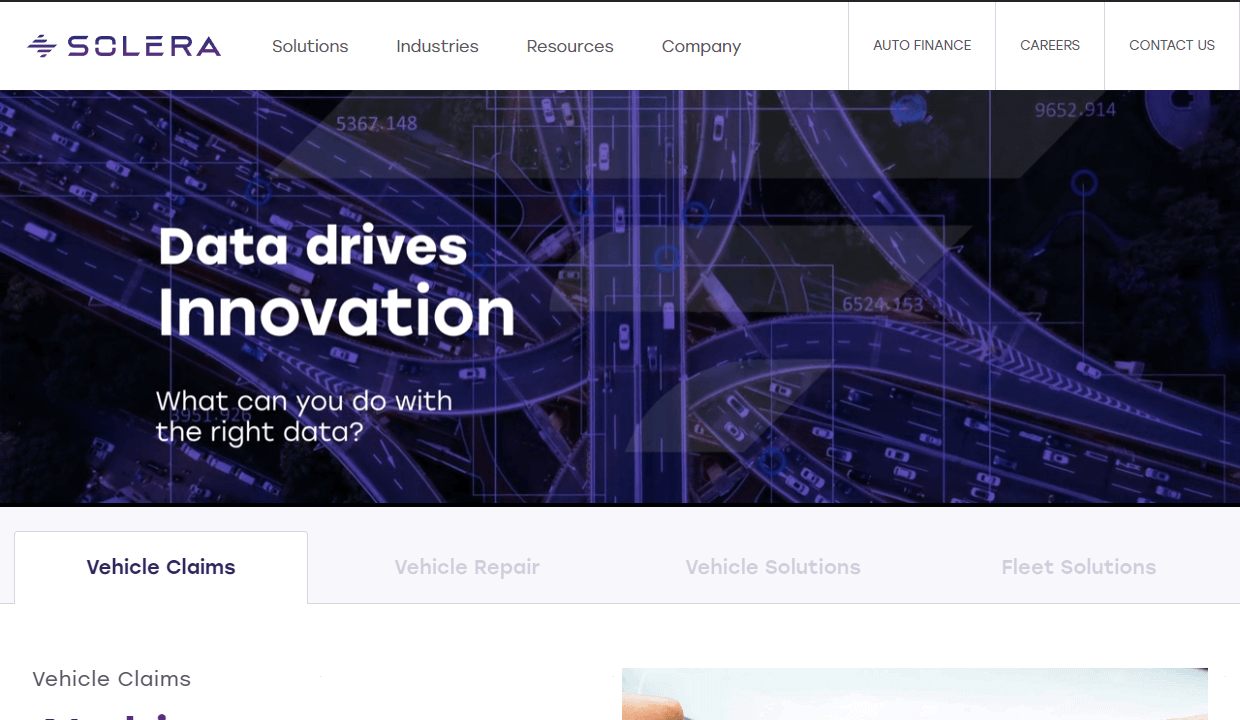 SOLERA
Solutions
Industries
Resources
Company
AUTO FINANCE
CAREERS
CONTACT US
5367.148
9652.914
Data drives
Innovation
6524.153
What can you do with
3951.926
the right data?
Vehicle Claims
Vehicle Repair
Vehicle Solutions
Fleet Solutions
Vehicle Claims